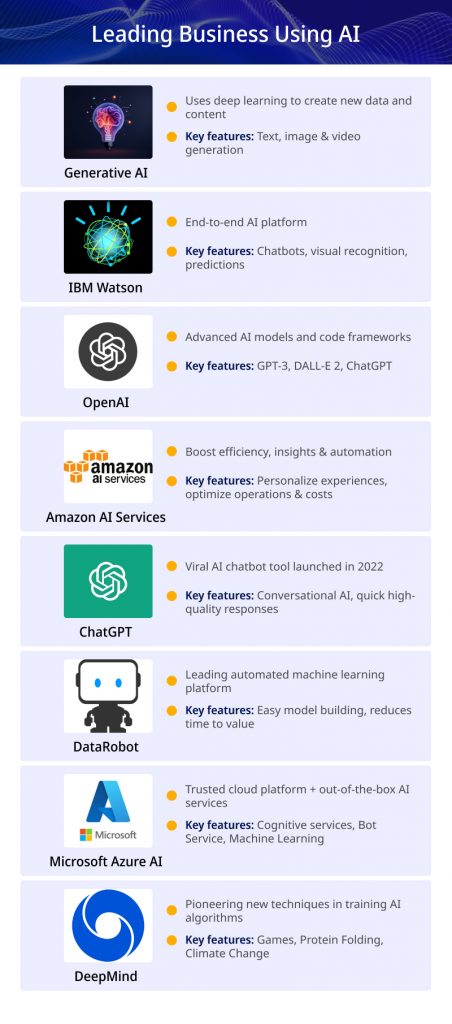 Leading Business Using AI
Uses deep learning to create new data and
content
Key features: Text, image & video
generation
Generative AI
End-to-end AI platform
Key features: Chatbots, visual recognition,
predictions
IBM Watson
Advanced AI models and code frameworks
Key features: GPT-3, DALL-E 2, ChatGPT
OpenAI
amazon
ai services
Boost efficiency, insights & automation
Key features: Personalize experiences,
optimize operations & costs
Amazon AI Services
Viral AI chatbot tool launched in 2022
Key features: Conversational AI, quick high-
quality responses
ChatGPT
Leading automated machine learning
platform
Key features: Easy model building, reduces
time to value
DataRobot
Microsoft
Trusted cloud platform + out-of-the-box AI
services
Key features: Cognitive services, Bot
Service, Machine Learning
Microsoft Azure AI
Pioneering new techniques in training AI
algorithms
Key features: Games, Protein Folding,
Climate Change
DeepMind